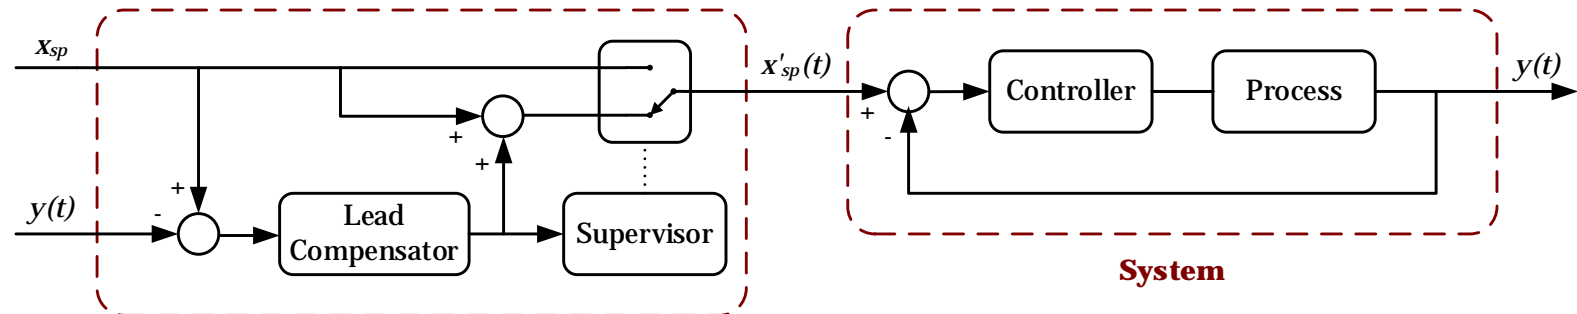 x_sp
+
-
y(t)
Lead
Compensator
+
+
Supervisor
x'_sp(t)
+
-
Controller
Process
y(t)
System